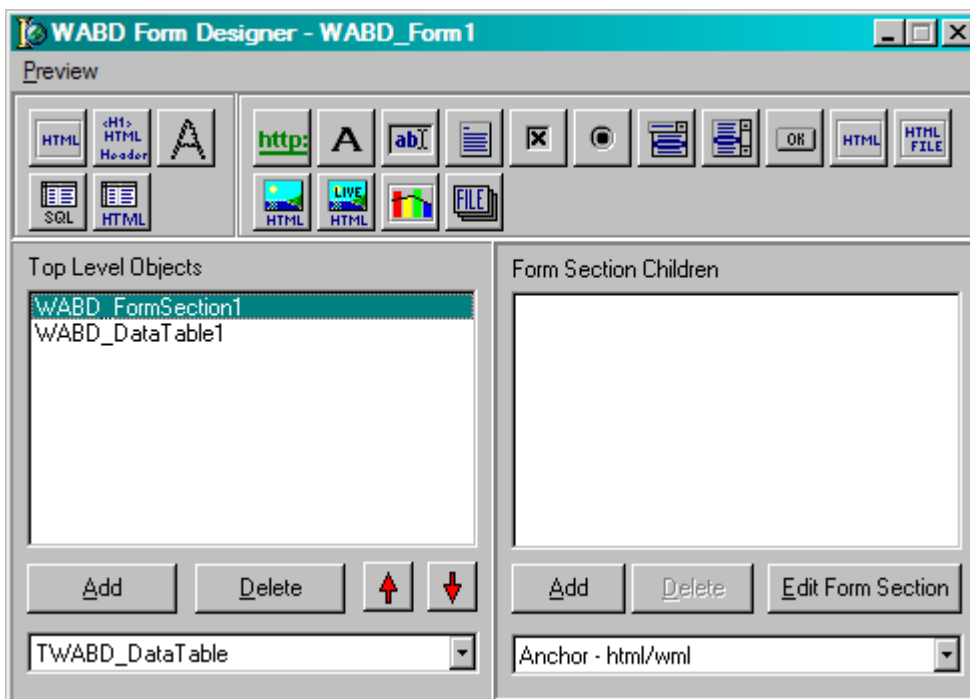 WABD Form Designer - WABD_Form1
Preview
HTML
<H1>
HTML
Header
A
http:
A
ab
OK
HTML
HTML
FILE
SQL
HTML
HTML
LIVE
HTML
FILE
Top Level Objects
WABD_FormSection1
WABD_DataTable1
Add
Delete
TWABD_DataTable
Form Section Children
Add
Delete
Edit Form Section
Anchor - html/wml